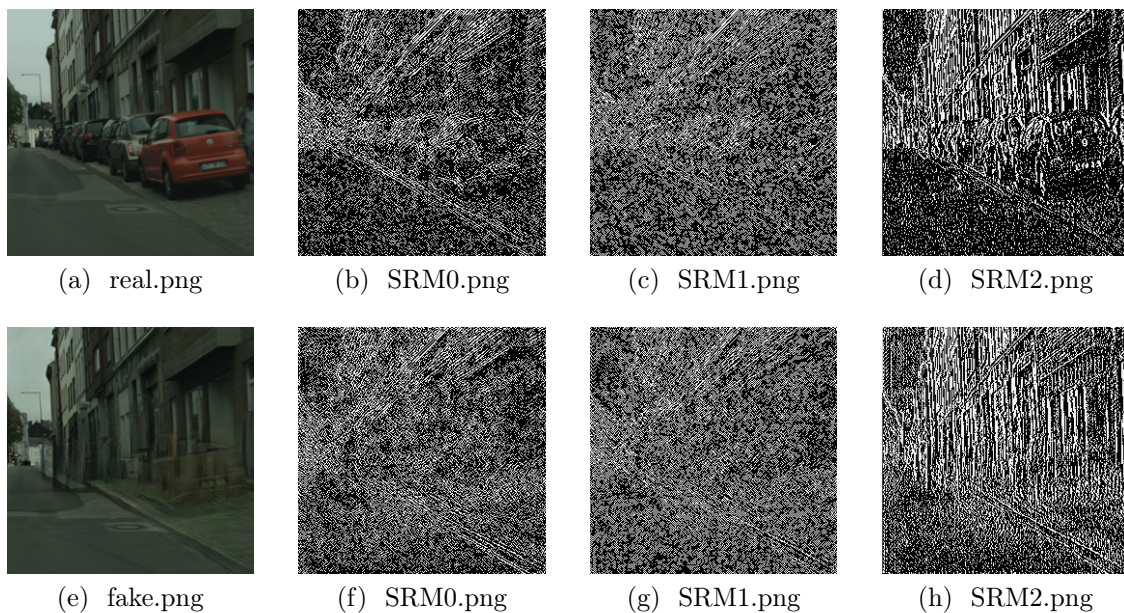 (a) real.png (b) SRM0.png (c) SRM1.png (d) SRM2.png
(e) fake.png (f) SRM0.png (g) SRM1.png (h) SRM2.png